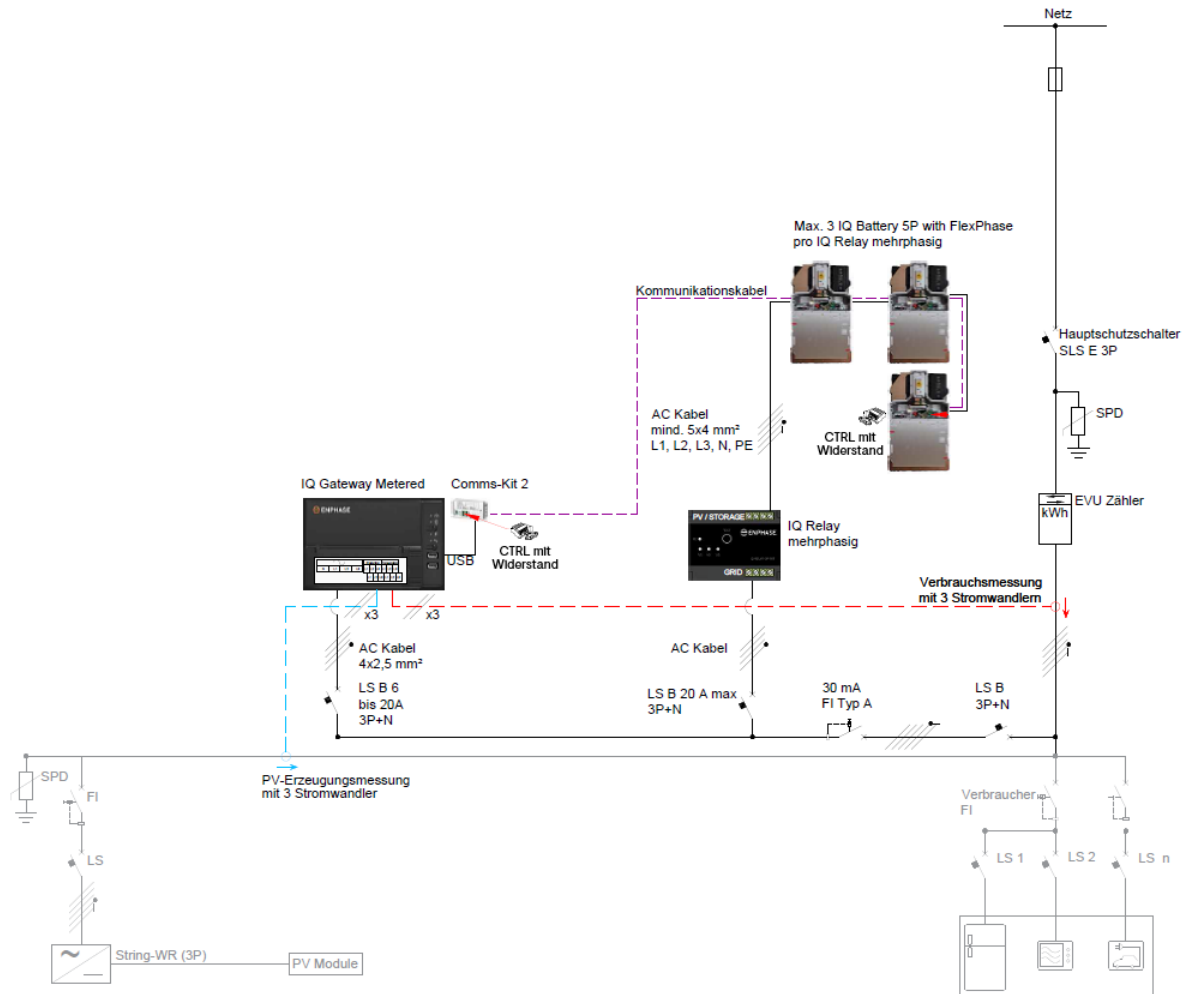 Netz
Max. 3 IQ Battery 5P with FlexPhase
pro IQ Relay mehrphasig
Kommunikationskabel
Hauptschutzschalter
SLS E 3P
AC Kabel
mind. 5x4 mm²
L1, L2, L3, N, PE
CTRL mit
Widerstand
SPD
IQ Gateway Metered
Comms-Kit 2
ENPHASE
USB
CTRL mit
Widerstand
PV / STORAGE
ENPHASE
GRID
IQ Relay
mehrphasig
EVU Zähler
kWh
Verbrauchsmessung
mit 3 Stromwandlern
x3
x3
AC Kabel
4x2,5 mm²
AC Kabel
LS B 6
bis 20A
3P+N
LS B 20 A max
3P+N
30 mA
FI Typ A
LS B
3P+N
PV-Erzeugungsmessung
mit 3 Stromwandler
SPD
FI
LS
String-WR (3P)
PV Module
Verbraucher
FI
LS 1
LS 2
LS n